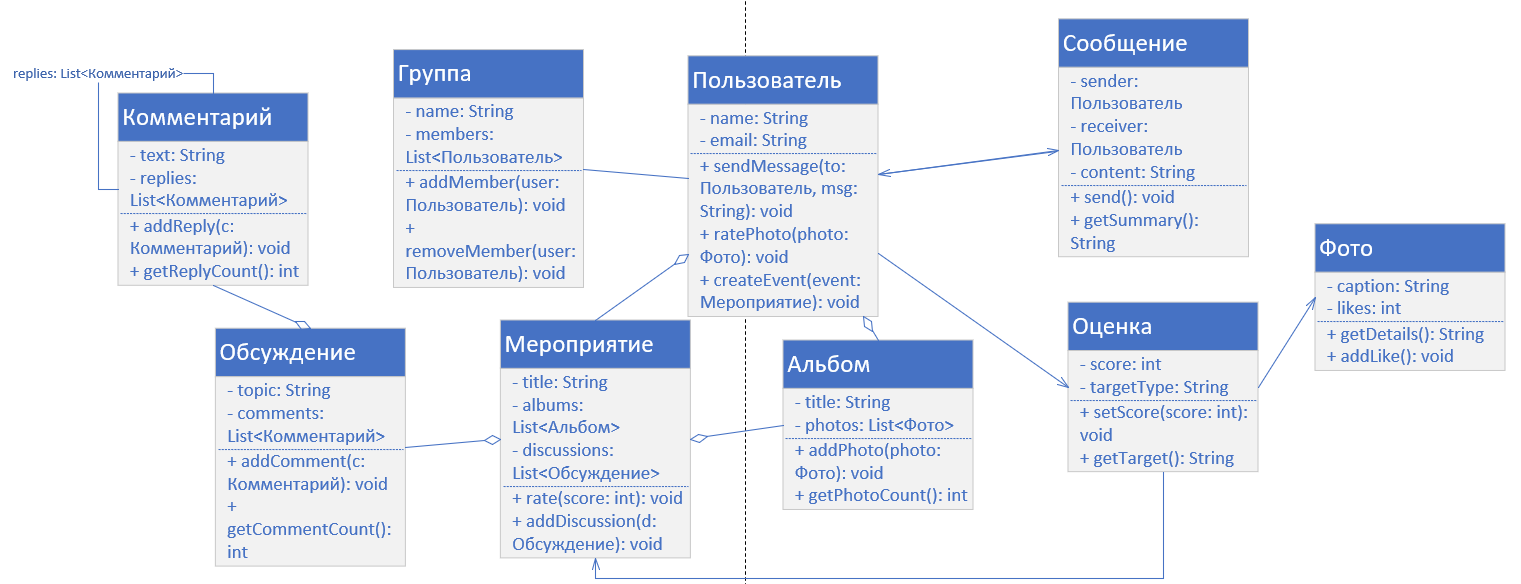 replies: List<Комментарий>
Комментарий
- text: String
- replies:
List<Комментарий>
+ addReply(c:
Комментарий): void
+ getReplyCount(): int
Группа
- name: String
- members:
List<Пользователь>
+ addMember(user:
Пользователь): void
+
removeMember(user:
Пользователь): void
Пользователь
- name: String
- email: String
+ sendMessage(to:
Пользователь, msg:
String): void
+ ratePhoto(photo:
Фото): void
+ createEvent(event:
Мероприятие): void
Сообщение
- sender:
Пользователь
- receiver:
Пользователь
- content: String
+ send(): void
+ getSummary():
String
Фото
- caption: String
- likes: int
+ getDetails(): String
+ addLike(): void
Обсуждение
- topic: String
- comments:
List<Комментарий>
+ addComment(c:
Комментарий): void
+
getCommentCount():
int
Мероприятие
- title: String
- albums:
List<Альбом>
- discussions:
List<Обсуждение>
+ rate(score: int): void
+ addDiscussion(d:
Обсуждение): void
Альбом
- title: String
- photos: List<Фото>
+ addPhoto(photo:
Фото): void
+ getPhotoCount(): int
Оценка
- score: int
- targetType: String
+ setScore(score: int):
void
+ getTarget(): String